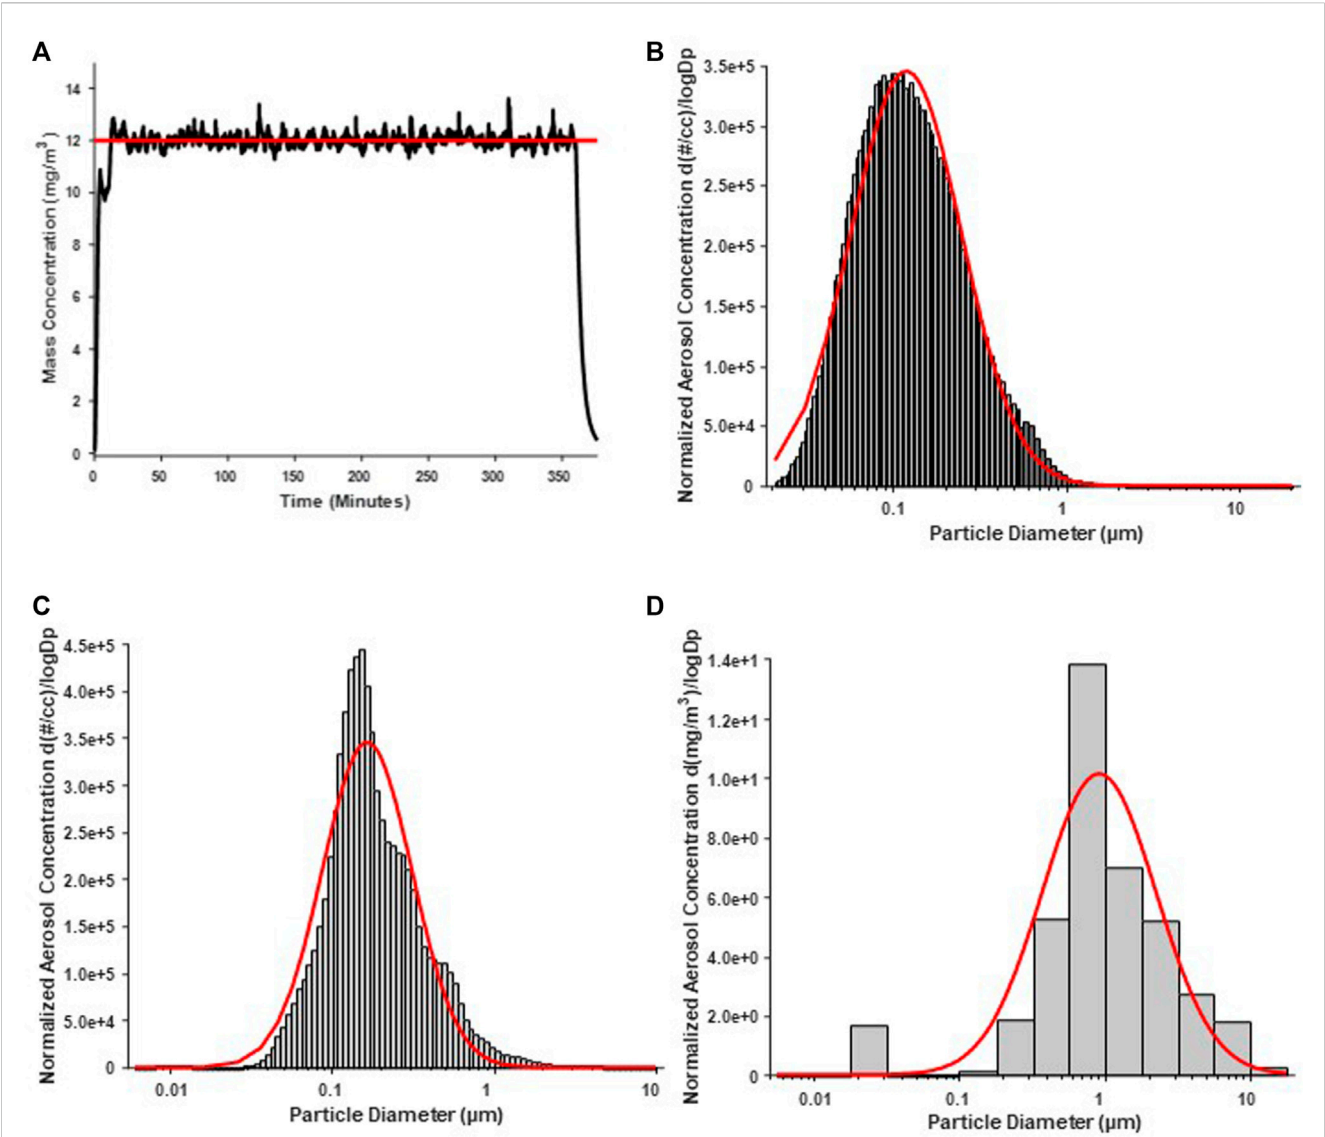 A
Mass Concentration (mg/m3)
14
12
10
8
6
4
2
0
0 50 100 150 200 250 300 350
Time (Minutes)
B
Normalized Aerosol Concentration d(#/cc)/logDp
3.5e+5
3.0e+5
2.5e+5
2.0e+5
1.5e+5
1.0e+5
5.0e+4
0
0.1 1 10
Particle Diameter (µm)
C
Normalized Aerosol Concentration d(#/cc)/logDp
4.5e+5
4.0e+5
3.5e+5
3.0e+5
2.5e+5
2.0e+5
1.5e+5
1.0e+5
5.0e+4
0
0.01 0.1 1 10
Particle Diameter (µm)
D
Normalized Aerosol Concentration d(mg/m3)/logDp
1.4e+1
1.2e+1
1.0e+1
8.0e+0
6.0e+0
4.0e+0
2.0e+0
0
0.01 0.1 1 10
Particle Diameter (µm)